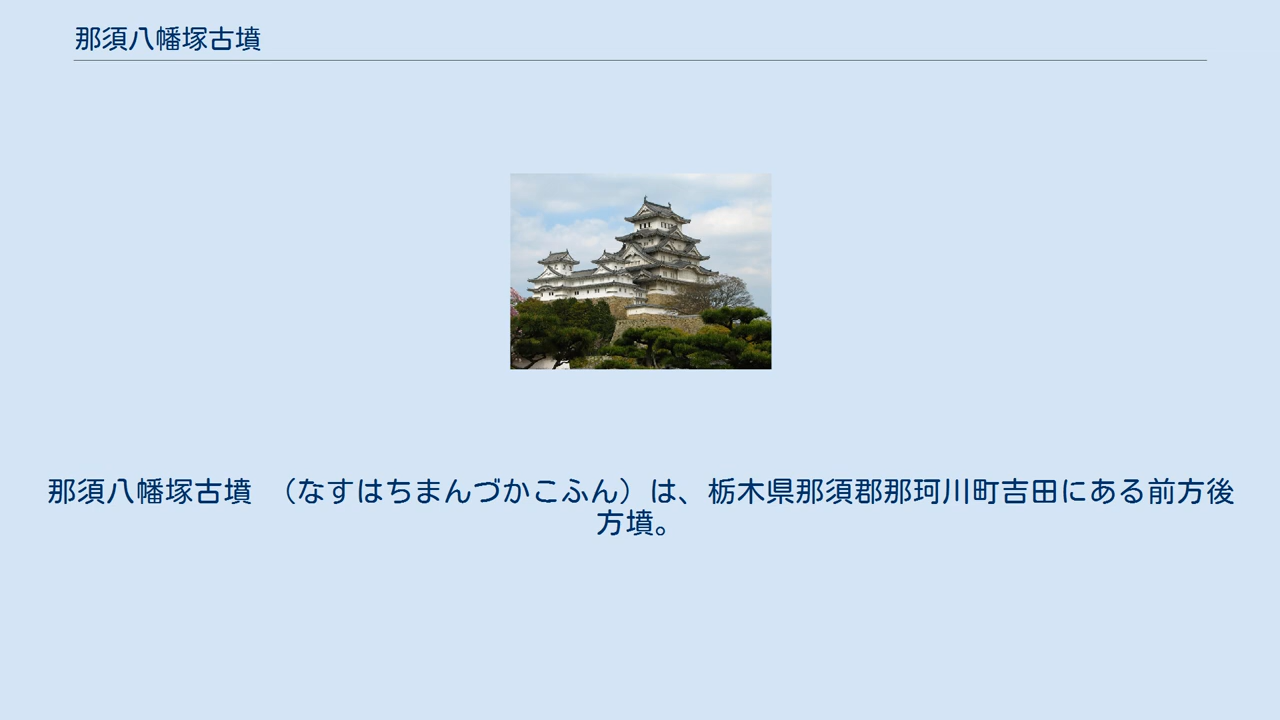 那須八幡塚古墳
那須八幡塚古墳 （なすはちまんづかこふん）は、栃木県那須郡那珂川町吉田にある前方後
方墳。